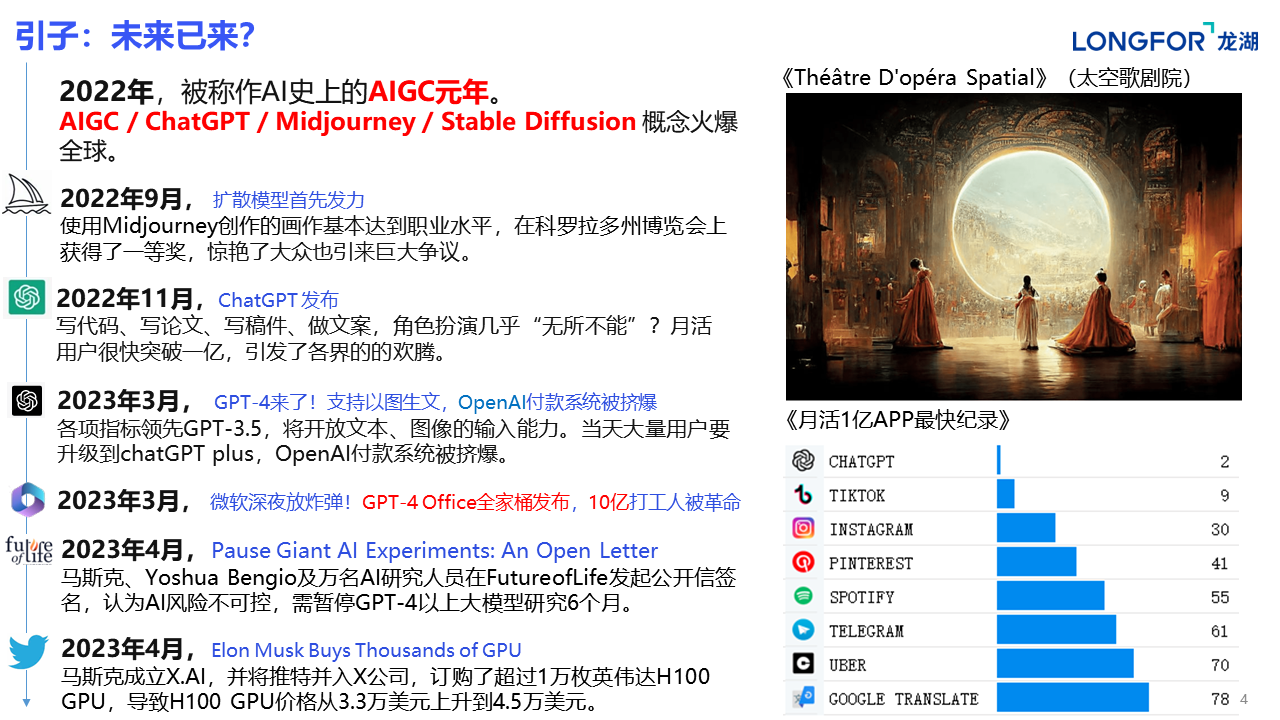 引子：未来已来？
LONGFOR 龙湖
2022年，被称作AI史上的AIGC元年。
AIGC / ChatGPT / Midjourney / Stable Diffusion 概念火爆
全球。
2022年9月， 扩散模型首先发力
使用Midjourney创作的画作基本达到职业水平，在科罗拉多州博览会上
获得了一等奖，惊艳了大众也引来巨大争议。
2022年11月，ChatGPT发布
写代码、写论文、写稿件、做文案，角色扮演几乎“无所不能”？月活
用户很快突破一亿，引发了各界的的欢腾。
2023年3月， GPT-4来了！支持以图生文，OpenAI付款系统被挤爆
各项指标领先GPT-3.5，将开放文本、图像的输入能力。当天大量用户要
升级到chatGPT plus，OpenAI付款系统被挤爆。
2023年3月， 微软深夜放炸弹！GPT-4 Office全家桶发布，10亿打工人被革命
future of life
2023年4月，Pause Giant AI Experiments: An Open Letter
马斯克、Yoshua Bengio及万名AI研究人员在FutureofLife发起公开信签
名，认为AI风险不可控，需暂停GPT-4以上大模型研究6个月。
2023年4月，Elon Musk Buys Thousands of GPU
马斯克成立X.AI，并将推特并入X公司，订购了超过1万枚英伟达H100
GPU，导致H100 GPU价格从3.3万美元上升到4.5万美元。
《Théâtre D'opéra Spatial》（太空歌剧院）
《月活1亿APP最快纪录》
CHATGPT 2
TIKTOK 9
INSTAGRAM 30
PINTEREST 41
SPOTIFY 55
TELEGRAM 61
UBER 70
GOOGLE TRANSLATE 78
4